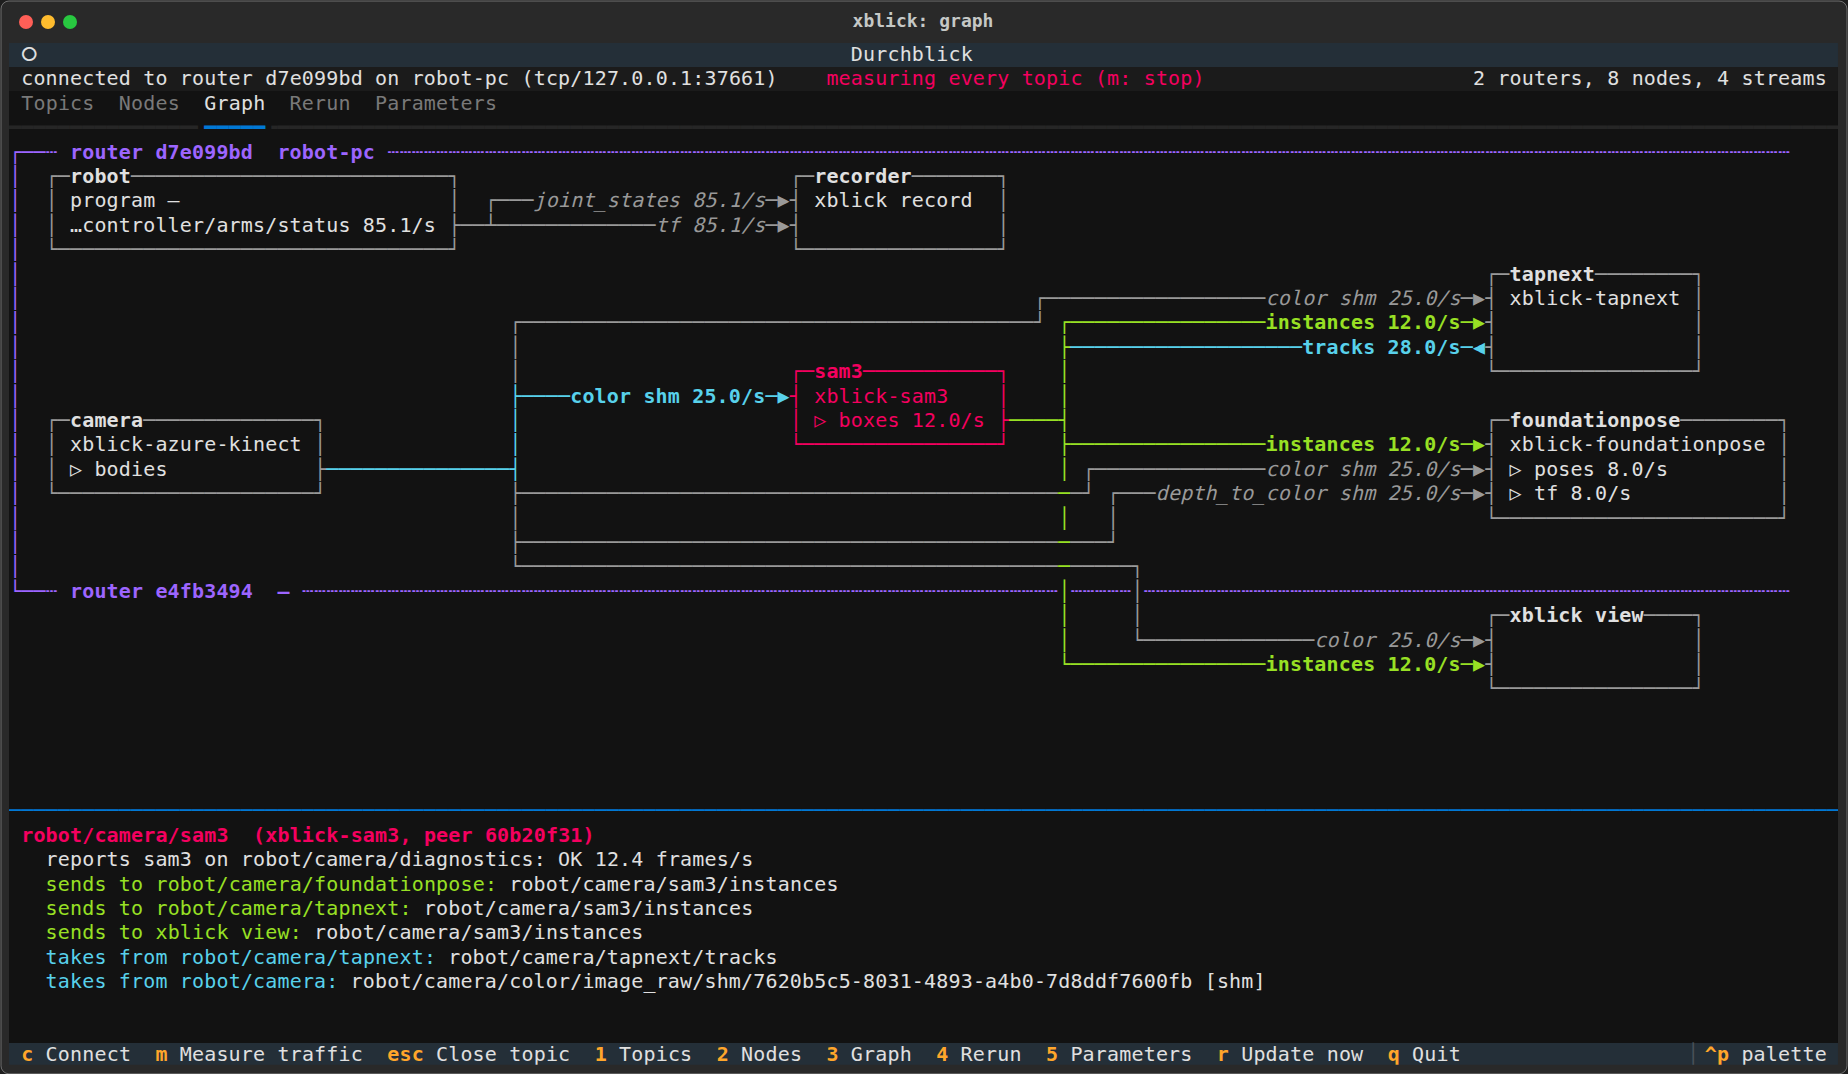 xblick: graph
Durchblick
connected to router d7e099bd on robot-pc (tcp/127.0.0.1:37661) measuring every topic (m: stop) 2 routers, 8 nodes, 4 streams
Topics Nodes Graph Rerun Parameters
router d7e099bd robot-pc
robot recorder
program — joint_states 85.1/s xblick record
…controller/arms/status 85.1/s tf 85.1/s
tapnext
color shm 25.0/s xblick-tapnext
instances 12.0/s
tracks 28.0/s
sam3
color shm 25.0/s xblick-sam3
camera ▷ boxes 12.0/s foundationpose
xblick-azure-kinect instances 12.0/s xblick-foundationpose
▷ bodies color shm 25.0/s ▷ poses 8.0/s
depth_to_color shm 25.0/s ▷ tf 8.0/s
router e4fb3494 —
xblick view
color 25.0/s
instances 12.0/s
robot/camera/sam3 (xblick-sam3, peer 60b20f31)
reports sam3 on robot/camera/diagnostics: OK 12.4 frames/s
sends to robot/camera/foundationpose: robot/camera/sam3/instances
sends to robot/camera/tapnext: robot/camera/sam3/instances
sends to xblick view: robot/camera/sam3/instances
takes from robot/camera/tapnext: robot/camera/tapnext/tracks
takes from robot/camera: robot/camera/color/image_raw/shm/7620b5c5-8031-4893-a4b0-7d8ddf7600fb [shm]
c Connect m Measure traffic esc Close topic 1 Topics 2 Nodes 3 Graph 4 Rerun 5 Parameters r Update now q Quit ^p palette